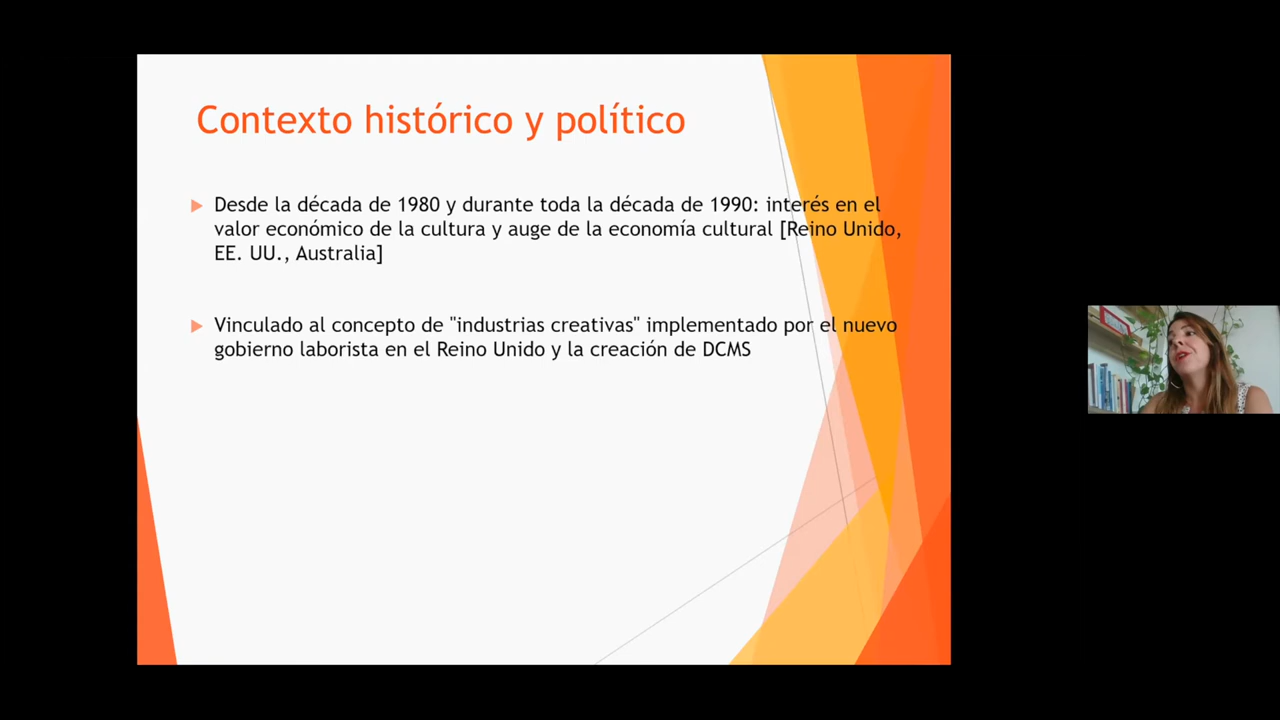 Contexto histórico y político
Desde la década de 1980 y durante toda la década de 1990: interés en el
valor económico de la cultura y auge de la economía cultural [Reino Unido,
EE. UU., Australia]
Vinculado al concepto de "industrias creativas" implementado por el nuevo
gobierno laborista en el Reino Unido y la creación de DCMS